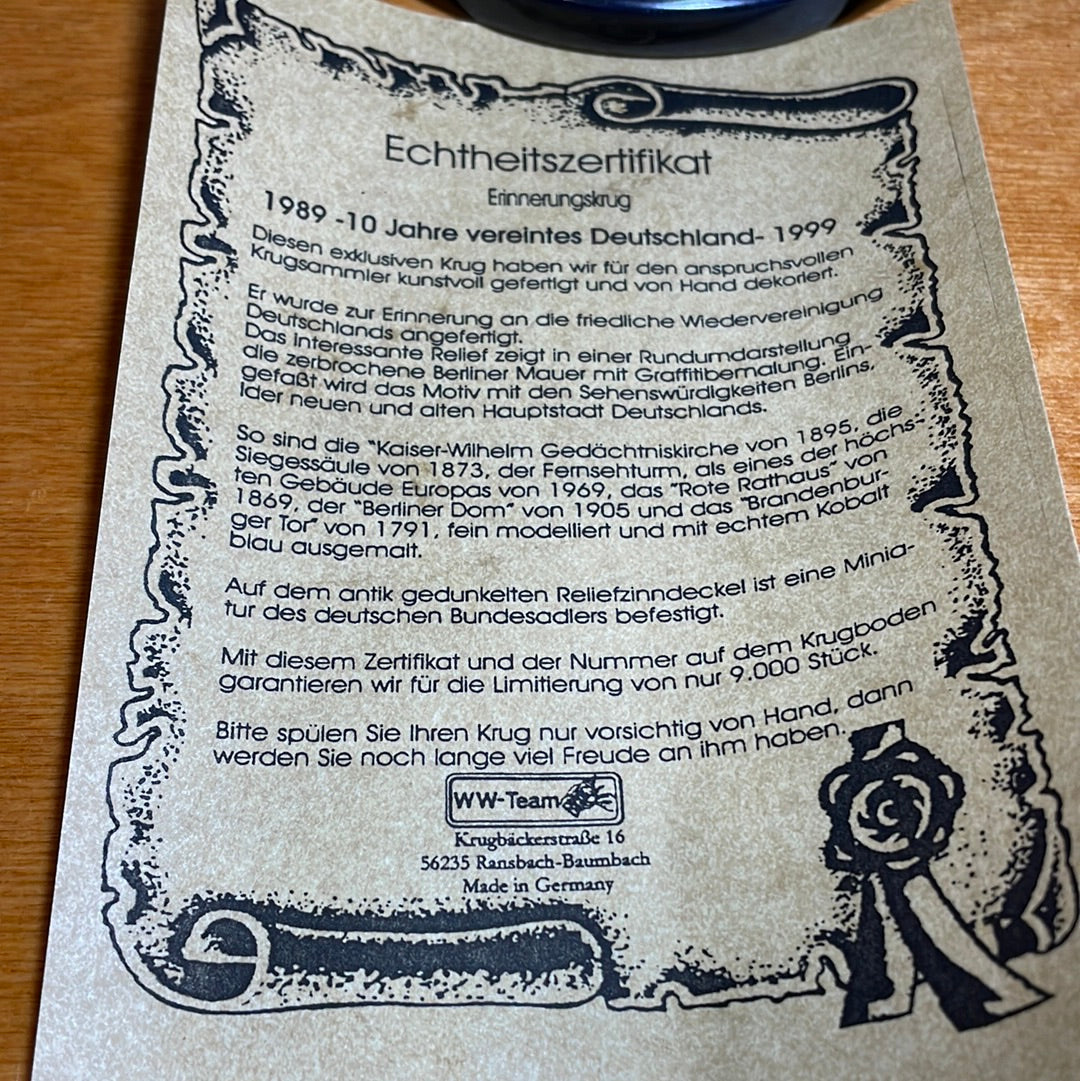 Echtheitszertifikat
Erinnerungskrug
1989 -10 Jahre vereintes Deutschland- 1999
Diesen exklusiven Krug haben wir für den anspruchsvollen
Krugsammler kunstvoll gefertigt und von Hand dekoriert.
Er wurde zur Erinnerung an die friedliche Wiedervereinigung
Deutschlands angefertigt.
Das interessante Relief zeigt in einer Rundumdarstellung
die zerbrochene Berliner Mauer mit Graffitibemalung. Ein-
gefaßt wird das Motiv mit den Sehenswürdigkeiten Berlins,
lder neuen und alten Hauptstadt Deutschlands.
So sind die "Kaiser-Wilhelm Gedächtniskirche von 1895, die
Siegessäule von 1873, der Fernsehturm, als eines der höchs-
ten Gebäude Europas von 1969, das "Rote Rathaus" von
1869, der "Berliner Dom" von 1905 und das "Brandenbur-
ger Tor" von 1791, fein modelliert und mit echtem Kobalt
blau ausgemalt.
Auf dem antik gedunkelten Reliefzinndeckel ist eine Minia-
tur des deutschen Bundesadlers befestigt.
Mit diesem Zertifikat und der Nummer auf dem Krugboden
garantieren wir für die Limitierung von nur 9.000 Stück.
Bitte spülen Sie Ihren Krug nur vorsichtig von Hand, dann
werden Sie noch lange viel Freude an ihm haben.
WW-Team
Krugbäckerstraße 16
56235 Ransbach-Baumbach
Made in Germany